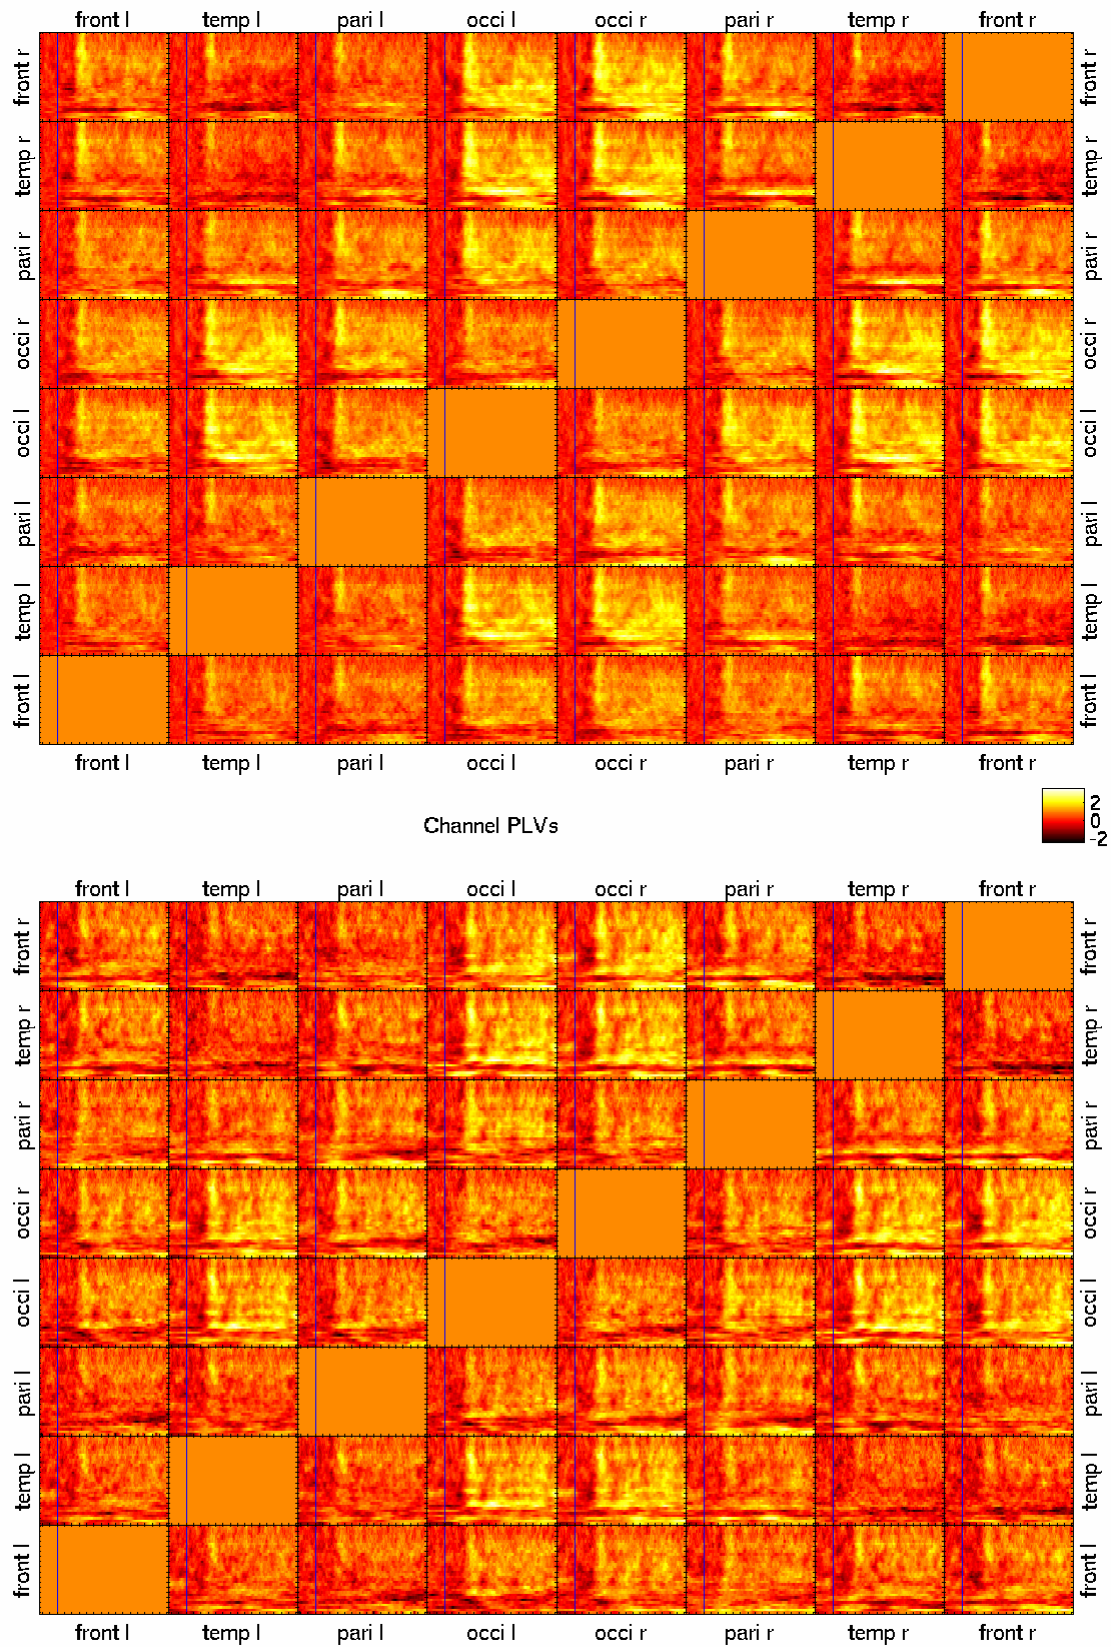 front l temp l pari l occi l occi r pari r temp r front r
front r front r
temp r temp r
pari r pari r
occi r occi r
occi l occi l
pari l pari l
temp l temp l
front l front l
front l temp l pari l occi l occi r pari r temp r front r
2
0
-2
Channel PLVs
front l temp l pari l occi l occi r pari r temp r front r
front r front r
temp r temp r
pari r pari r
occi r occi r
occi l occi l
pari l pari l
temp l temp l
front l front l
front l temp l pari l occi l occi r pari r temp r front r